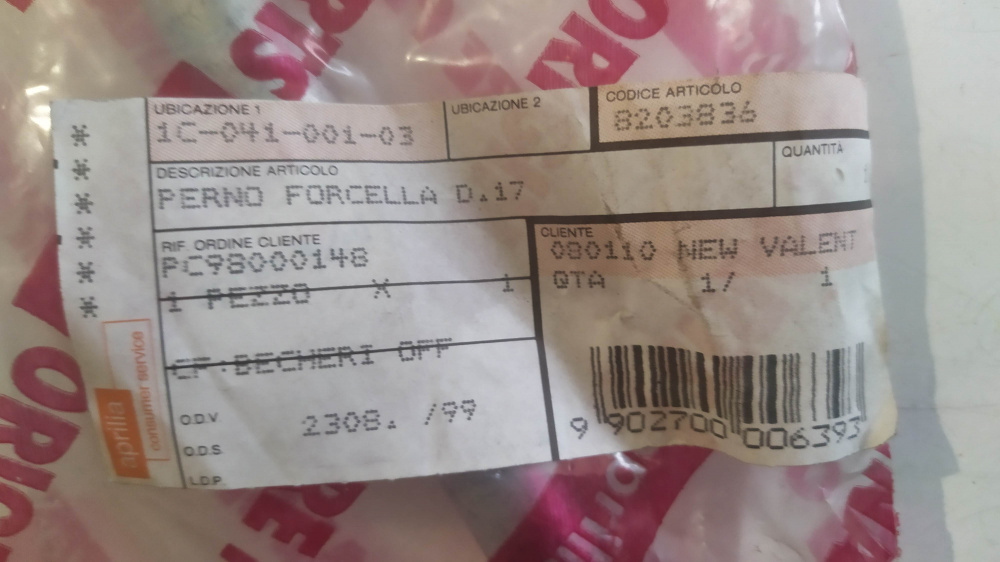 UBICAZIONE 1
1C-041-001-03
UBICAZIONE 2
CODICE ARTICOLO
8203836
DESCRIZIONE ARTICOLO
PERNO FORCELLA D.17
QUANTITÀ
RIF. ORDINE CLIENTE
PC98000148
1 PEZZO X 1
CF.BECHERI OFF
O.D.V. 2308. /99
O.D.S.
I.D.P.
CLIENTE
080110 NEW VALENT
QTA 1/ 1
9 902700 006393
******
aprilia
consumer service